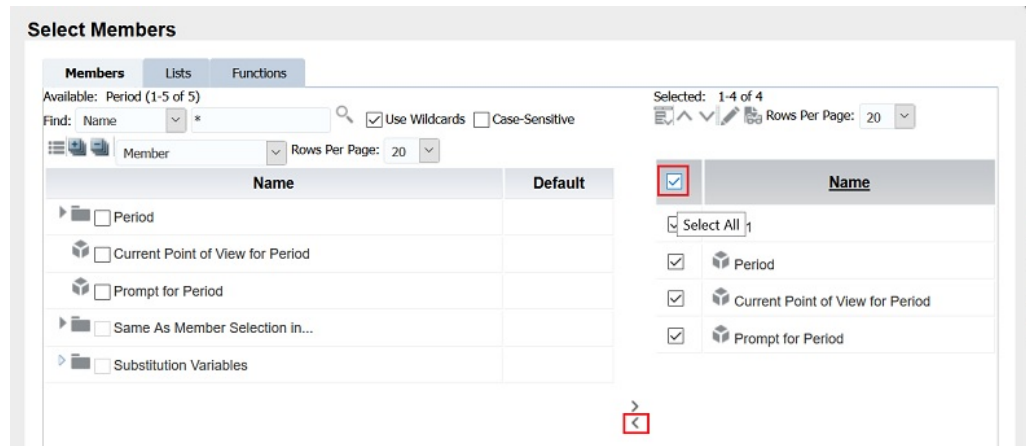 Select Members
Members Lists Functions
Available: Period (1-5 of 5)
Find: Name * Use Wildcards Case-Sensitive
Member Rows Per Page: 20
Name Default
Period
Current Point of View for Period
Prompt for Period
Same As Member Selection in...
Substitution Variables
Selected: 1-4 of 4
Rows Per Page: 20
Name
Select All 1
Period
Current Point of View for Period
Prompt for Period